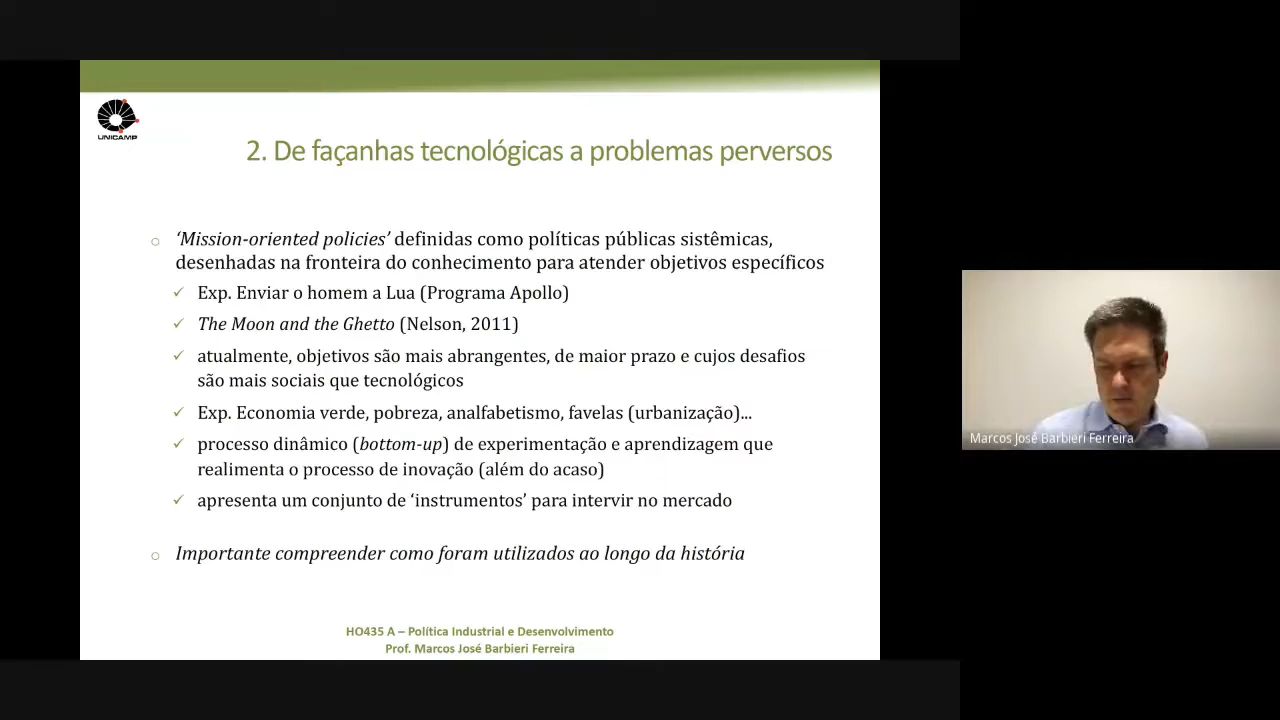 UNICAMP
2. De façanhas tecnológicas a problemas perversos
‘Mission-oriented policies’ definidas como políticas públicas sistêmicas,
desenhadas na fronteira do conhecimento para atender objetivos específicos
Exp. Enviar o homem a Lua (Programa Apollo)
The Moon and the Ghetto (Nelson, 2011)
atualmente, objetivos são mais abrangentes, de maior prazo e cujos desafios
são mais sociais que tecnológicos
Exp. Economia verde, pobreza, analfabetismo, favelas (urbanização)...
processo dinâmico (bottom-up) de experimentação e aprendizagem que
realimenta o processo de inovação (além do acaso)
apresenta um conjunto de ‘instrumentos’ para intervir no mercado
Importante compreender como foram utilizados ao longo da história
HO435 A – Política Industrial e Desenvolvimento
Prof. Marcos José Barbieri Ferreira
Marcos José Barbieri Ferreira